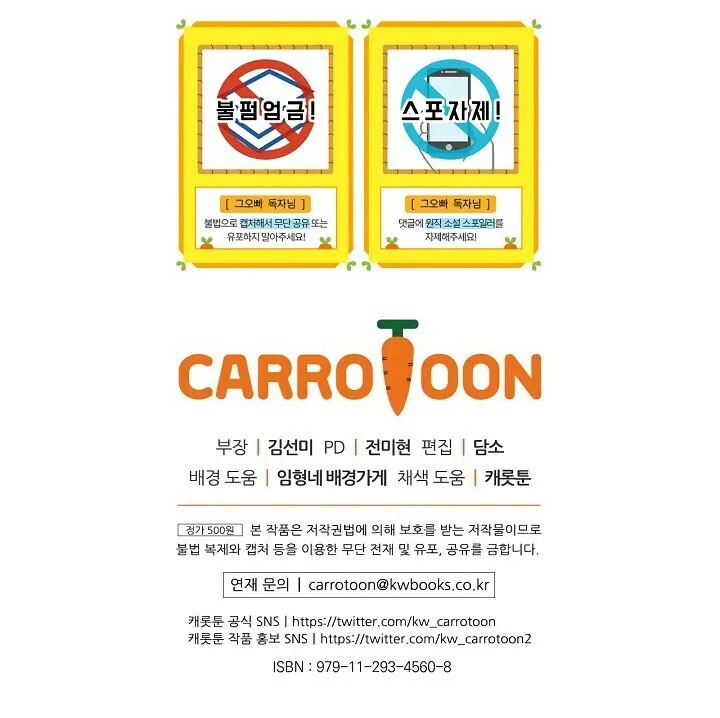 불펌엄금!
[ 그오빠 독자님 ]
불법으로 캡처해서 무단 공유 또는
유포하지 말아주세요!
스포자제!
[ 그오빠 독자님 ]
댓글에 원작 소설 스포일러를
자제해주세요!
CARROTOON
부장 | 김선미 PD | 전미현 편집 | 담소
배경 도움 | 임형네 배경가게 채색 도움 | 캐롯툰
정가 500원 본 작품은 저작권법에 의해 보호를 받는 저작물이므로
불법 복제와 캡처 등을 이용한 무단 전재 및 유포, 공유를 금합니다.
연재 문의 | carrotoon@kwbooks.co.kr
캐롯툰 공식 SNS | https://twitter.com/kw_carrotoon
캐롯툰 작품 홍보 SNS | https://twitter.com/kw_carrotoon2
ISBN : 979-11-293-4560-8